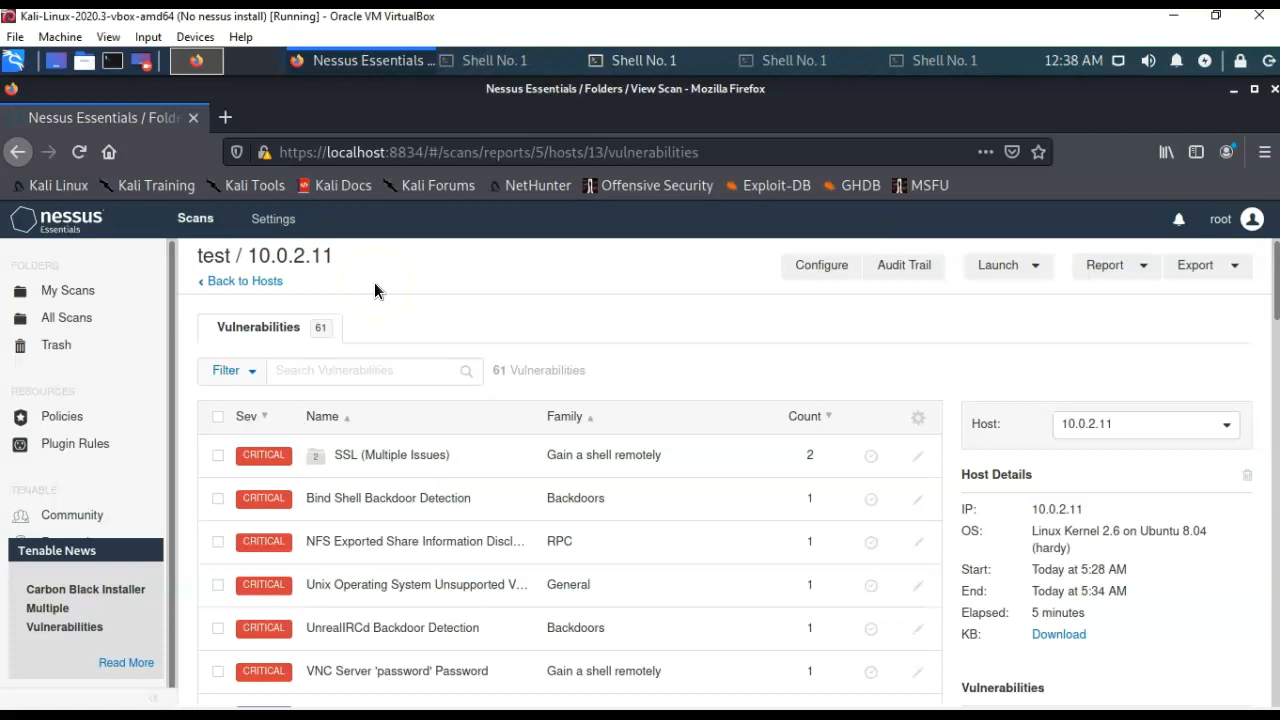 Kali-Linux-2020.3-vbox-amd64 (No nessus install) [Running] - Oracle VM VirtualBox
File Machine View Input Devices Help
Nessus Essentials ... Shell No. 1 Shell No. 1 Shell No. 1 Shell No. 1 12:38 AM
Nessus Essentials / Folders / View Scan - Mozilla Firefox
Nessus Essentials / Folde
https://localhost:8834/#/scans/reports/5/hosts/13/vulnerabilities
Kali Linux Kali Training Kali Tools Kali Docs Kali Forums NetHunter Offensive Security Exploit-DB GHDB MSFU
nessus Essentials Scans Settings root
FOLDERS
My Scans
All Scans
Trash
RESOURCES
Policies
Plugin Rules
TENABLE
Community
Tenable News
Carbon Black Installer
Multiple
Vulnerabilities
Read More
test / 10.0.2.11
Back to Hosts
Configure Audit Trail Launch Report Export
Vulnerabilities 61
Filter Search Vulnerabilities 61 Vulnerabilities
Sev Name Family Count
CRITICAL 2 SSL (Multiple Issues) Gain a shell remotely 2
CRITICAL Bind Shell Backdoor Detection Backdoors 1
CRITICAL NFS Exported Share Information Discl... RPC 1
CRITICAL Unix Operating System Unsupported V... General 1
CRITICAL UnrealIRCd Backdoor Detection Backdoors 1
CRITICAL VNC Server 'password' Password Gain a shell remotely 1
Host: 10.0.2.11
Host Details
IP: 10.0.2.11
OS: Linux Kernel 2.6 on Ubuntu 8.04
(hardy)
Start: Today at 5:28 AM
End: Today at 5:34 AM
Elapsed: 5 minutes
KB: Download
Vulnerabilities